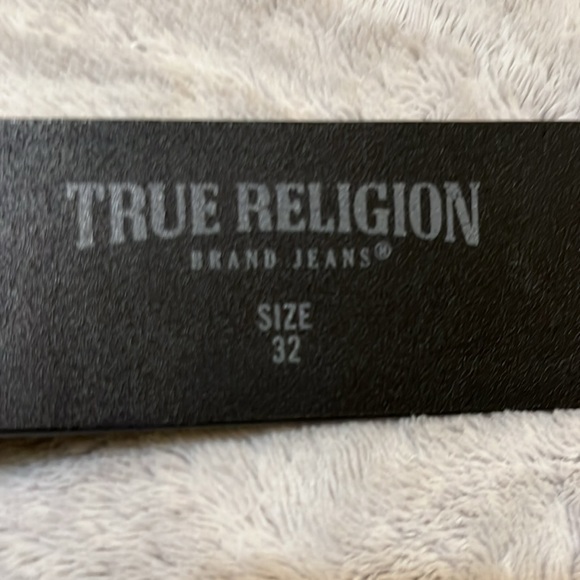 TRUE RELIGION
BRAND JEANS®
SIZE
32